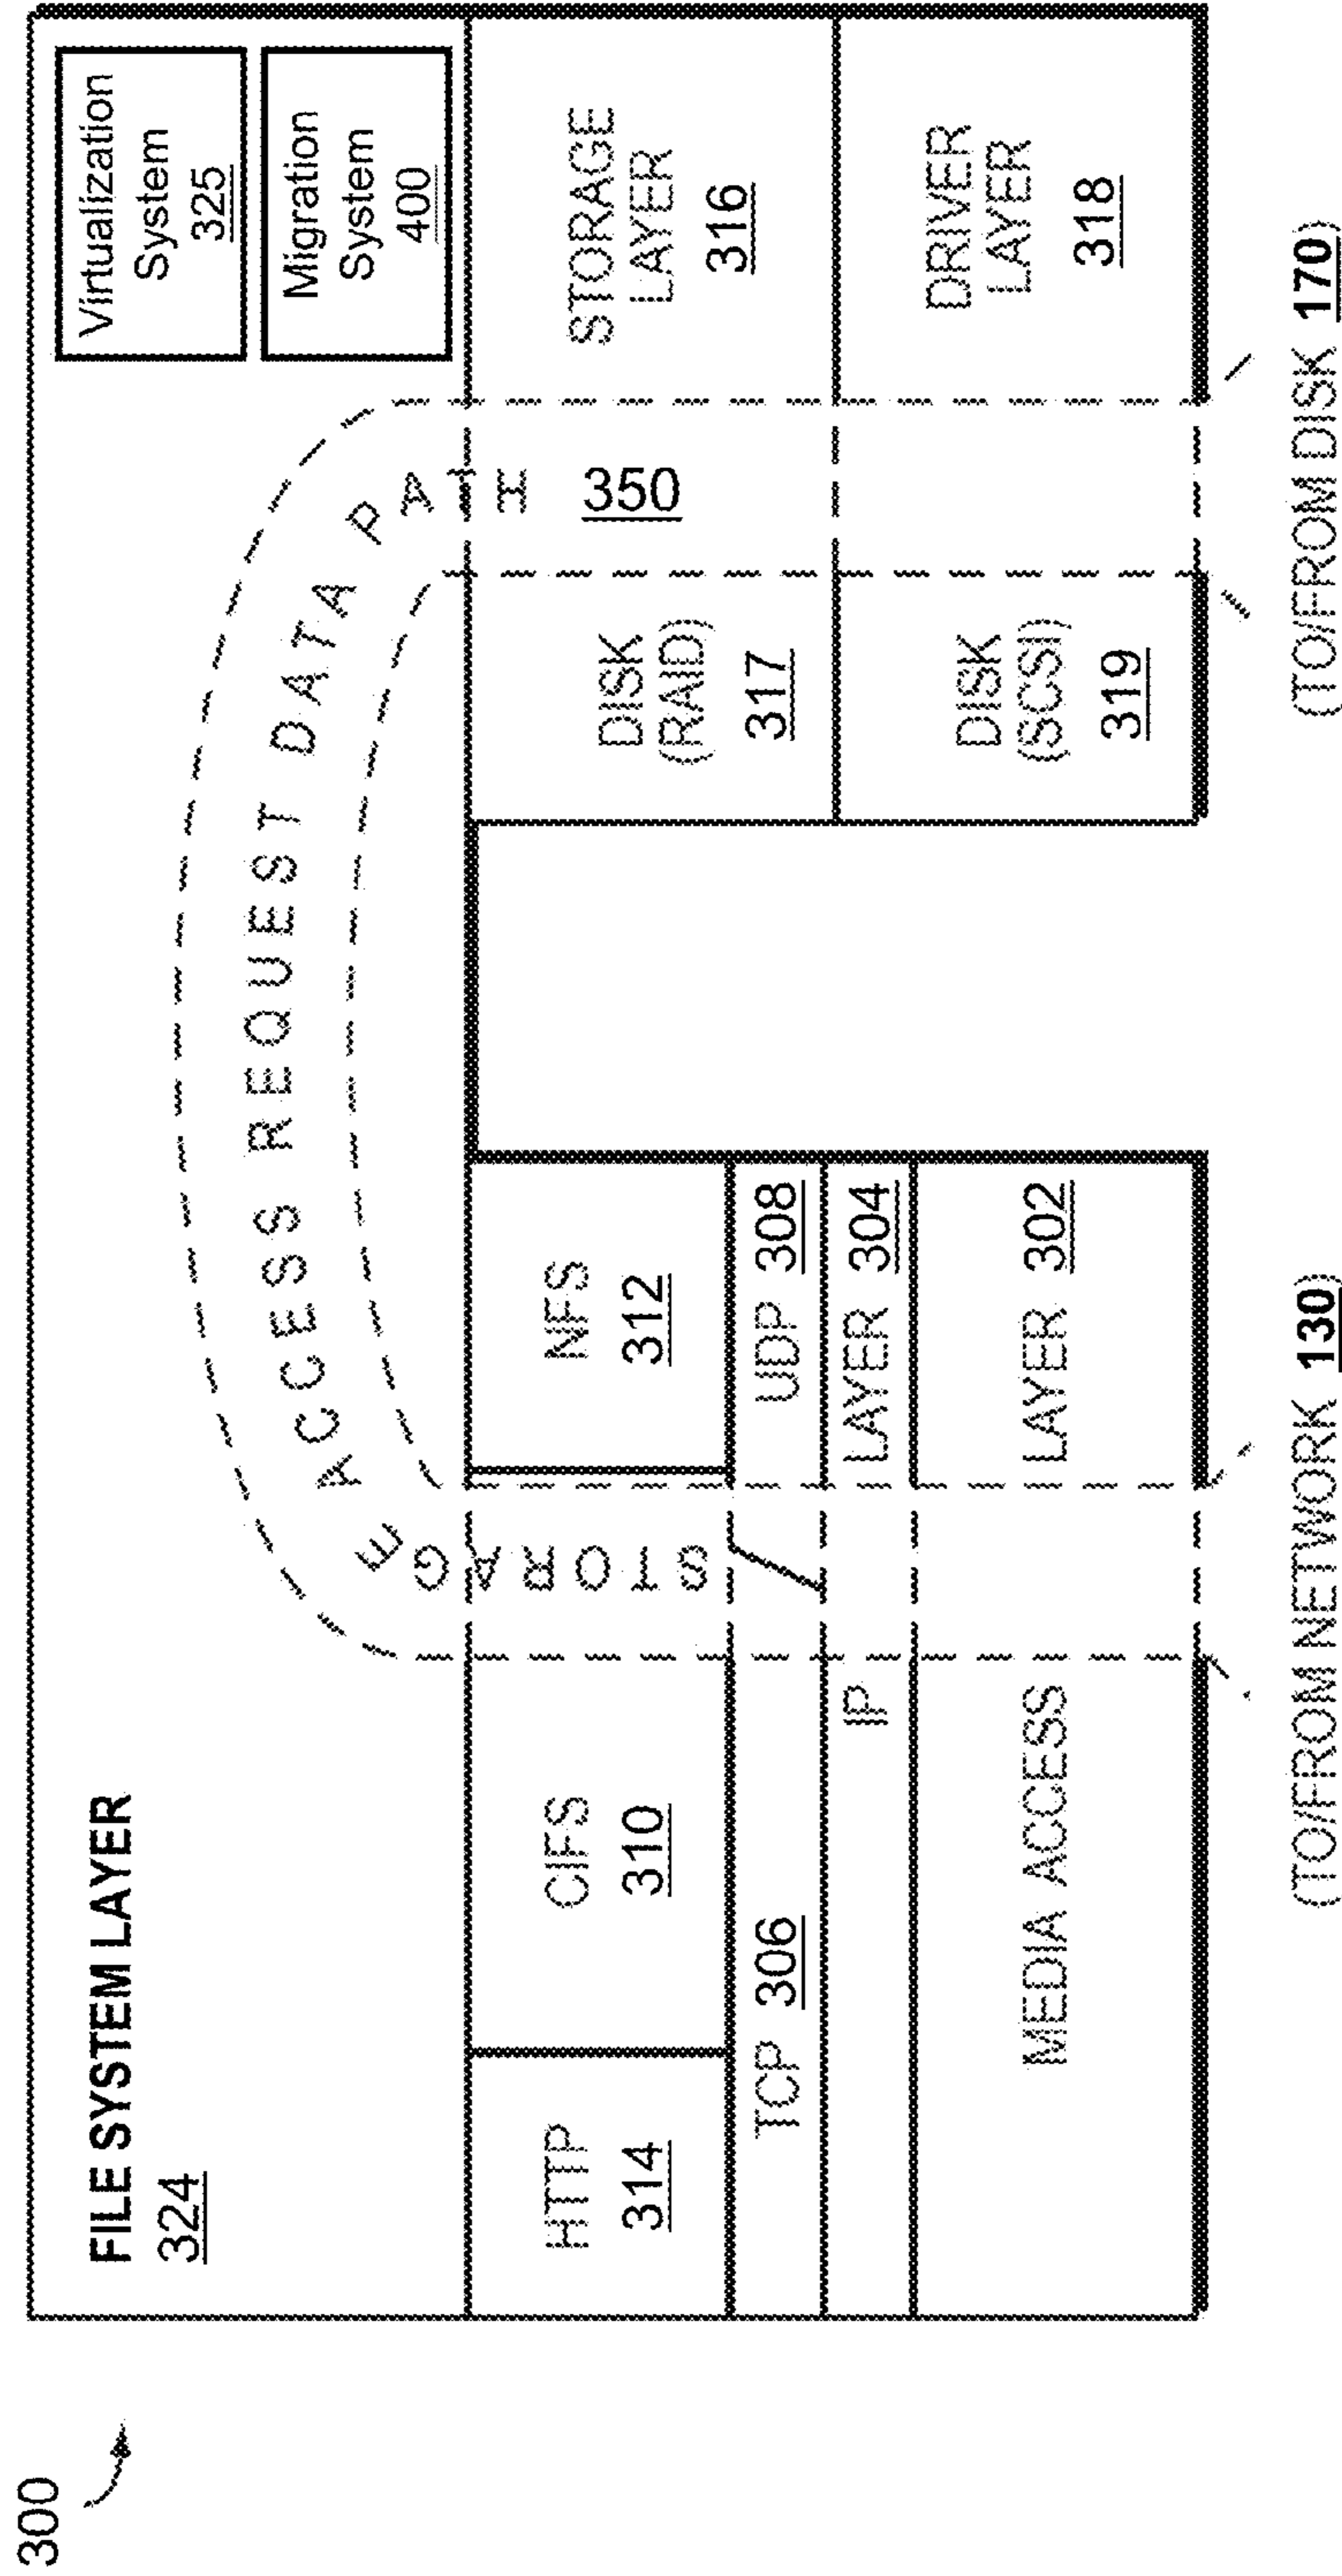 300
FILE SYSTEM LAYER
324
Virtualization
System
325
Migration
System
400
STORAGE ACCESS REQUEST DATA PATH
350
HTTP
314
CIFS
310
NFS
312
TCP 306
UDP 308
IP LAYER 304
MEDIA ACCESS LAYER 302
DISK
(RAID)
317
STORAGE
LAYER
316
DISK
(SCSI)
319
DRIVER
LAYER
318
(TO/FROM NETWORK 130)
(TO/FROM DISK 170)